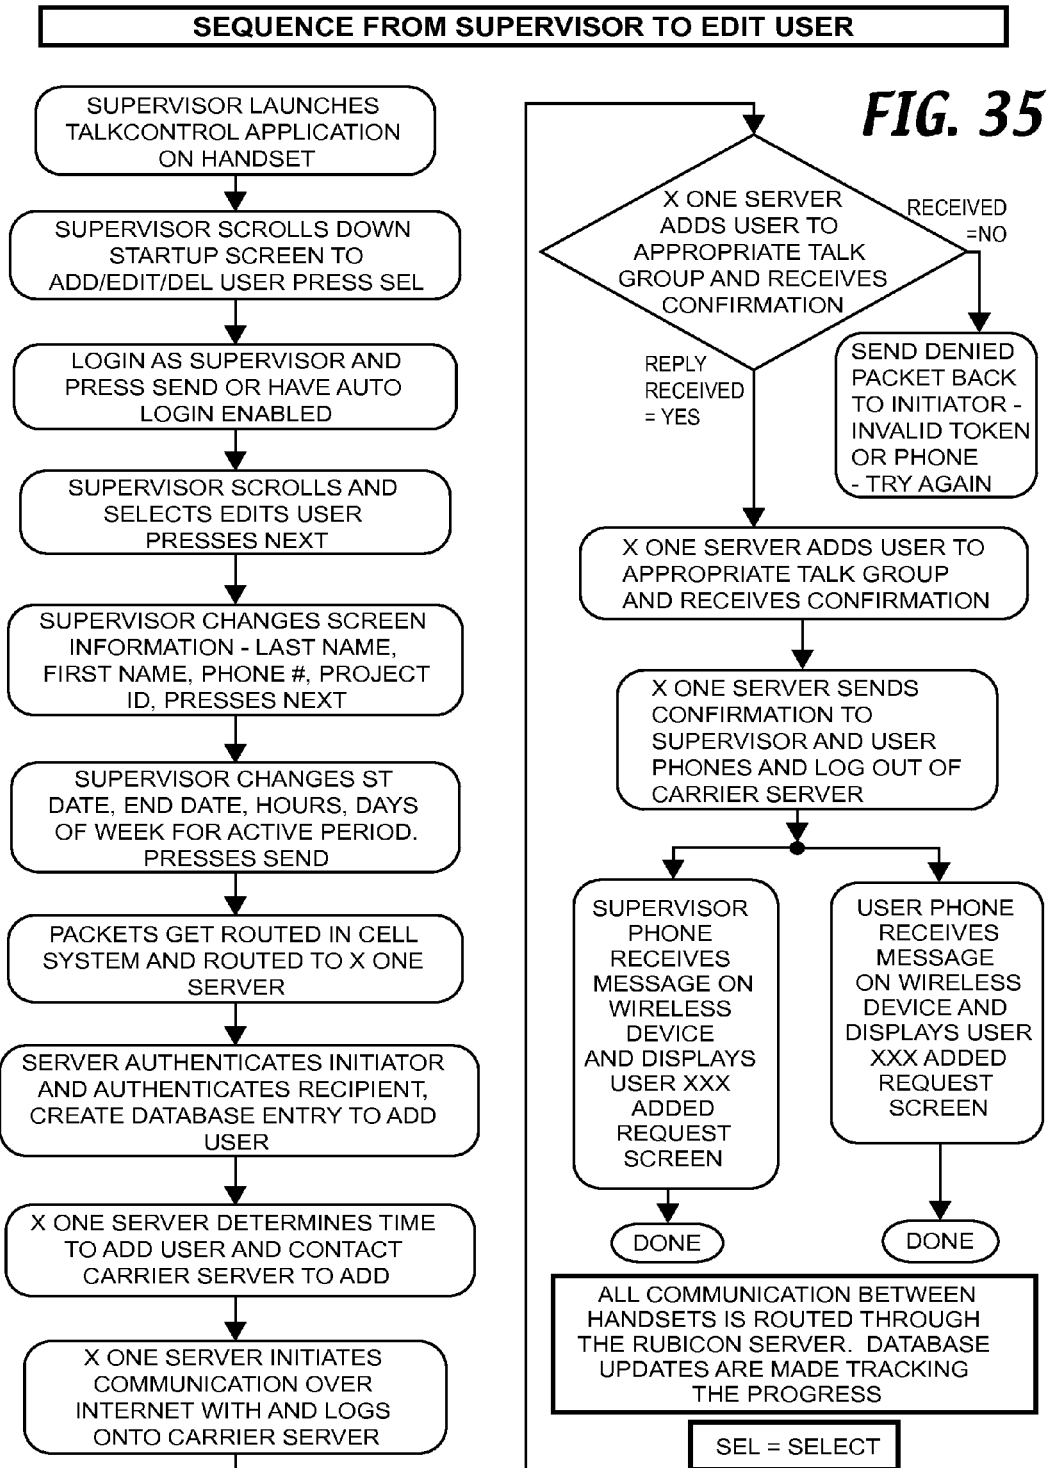 SEQUENCE FROM SUPERVISOR TO EDIT USER
FIG. 35
SUPERVISOR LAUNCHES
TALKCONTROL APPLICATION
ON HANDSET
SUPERVISOR SCROLLS DOWN
STARTUP SCREEN TO
ADD/EDIT/DEL USER PRESS SEL
LOGIN AS SUPERVISOR AND
PRESS SEND OR HAVE AUTO
LOGIN ENABLED
SUPERVISOR SCROLLS AND
SELECTS EDITS USER
PRESSES NEXT
SUPERVISOR CHANGES SCREEN
INFORMATION - LAST NAME,
FIRST NAME, PHONE #, PROJECT
ID, PRESSES NEXT
SUPERVISOR CHANGES ST
DATE, END DATE, HOURS, DAYS
OF WEEK FOR ACTIVE PERIOD.
PRESSES SEND
PACKETS GET ROUTED IN CELL
SYSTEM AND ROUTED TO X ONE
SERVER
SERVER AUTHENTICATES INITIATOR
AND AUTHENTICATES RECIPIENT,
CREATE DATABASE ENTRY TO ADD
USER
X ONE SERVER DETERMINES TIME
TO ADD USER AND CONTACT
CARRIER SERVER TO ADD
X ONE SERVER INITIATES
COMMUNICATION OVER
INTERNET WITH AND LOGS
ONTO CARRIER SERVER
X ONE SERVER
ADDS USER TO
APPROPRIATE TALK
GROUP AND RECEIVES
CONFIRMATION
RECEIVED
=NO
SEND DENIED
PACKET BACK
TO INITIATOR -
INVALID TOKEN
OR PHONE
- TRY AGAIN
REPLY
RECEIVED
= YES
X ONE SERVER ADDS USER TO
APPROPRIATE TALK GROUP
AND RECEIVES CONFIRMATION
X ONE SERVER SENDS
CONFIRMATION TO
SUPERVISOR AND USER
PHONES AND LOG OUT OF
CARRIER SERVER
SUPERVISOR
PHONE
RECEIVES
MESSAGE ON
WIRELESS
DEVICE
AND DISPLAYS
USER XXX
ADDED
REQUEST
SCREEN
DONE
USER PHONE
RECEIVES
MESSAGE
ON WIRELESS
DEVICE AND
DISPLAYS USER
XXX ADDED
REQUEST
SCREEN
DONE
ALL COMMUNICATION BETWEEN
HANDSETS IS ROUTED THROUGH
THE RUBICON SERVER. DATABASE
UPDATES ARE MADE TRACKING
THE PROGRESS
SEL = SELECT